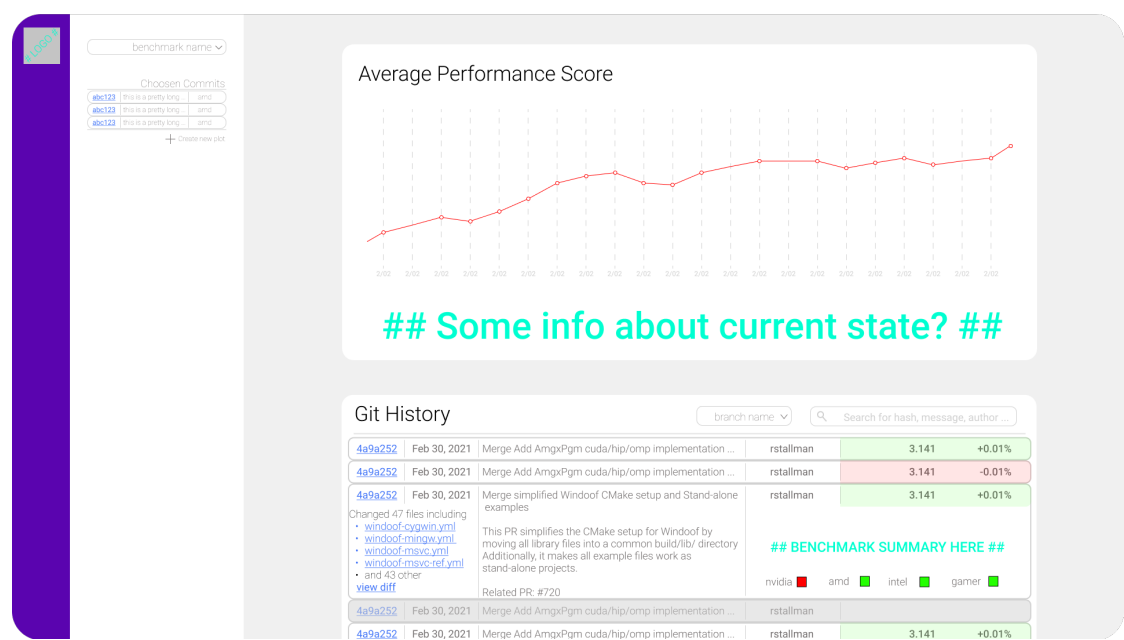 # LOGO #
benchmark name
Choosen Commits
abc123 this is a pretty long ... amd
abc123 this is a pretty long ... amd
abc123 this is a pretty long ... amd
Create new plot
Average Performance Score
2/02 2/02 2/02 2/02 2/02 2/02 2/02 2/02 2/02 2/02 2/02 2/02 2/02 2/02 2/02 2/02 2/02 2/02 2/02 2/02 2/02 2/02
## Some info about current state? ##
Git History
branch name
Search for hash, message, author ...
4a9a252 Feb 30, 2021 Merge Add AmgxPgm cuda/hip/omp implementation ... rstallman 3.141 +0.01%
4a9a252 Feb 30, 2021 Merge Add AmgxPgm cuda/hip/omp implementation ... rstallman 3.141 -0.01%
4a9a252 Feb 30, 2021 Merge simplified Windoof CMake setup and Stand-alone rstallman 3.141 +0.01%
examples
Changed 47 files including
• windoof-cygwin.yml
• windoof-mingw.yml
• windoof-msvc.yml
• windoof-msvc-ref.yml
• and 43 other
view diff
This PR simplifies the CMake setup for Windoof by
moving all library files into a common build/lib/ directory
Additionally, it makes all example files work as
stand-alone projects.
Related PR: #720
## BENCHMARK SUMMARY HERE ##
nvidia amd intel gamer
4a9a252 Feb 30, 2021 Merge Add AmgxPgm cuda/hip/omp implementation ... rstallman
4a9a252 Feb 30, 2021 Merge Add AmgxPgm cuda/hip/omp implementation ... rstallman 3.141 +0.01%